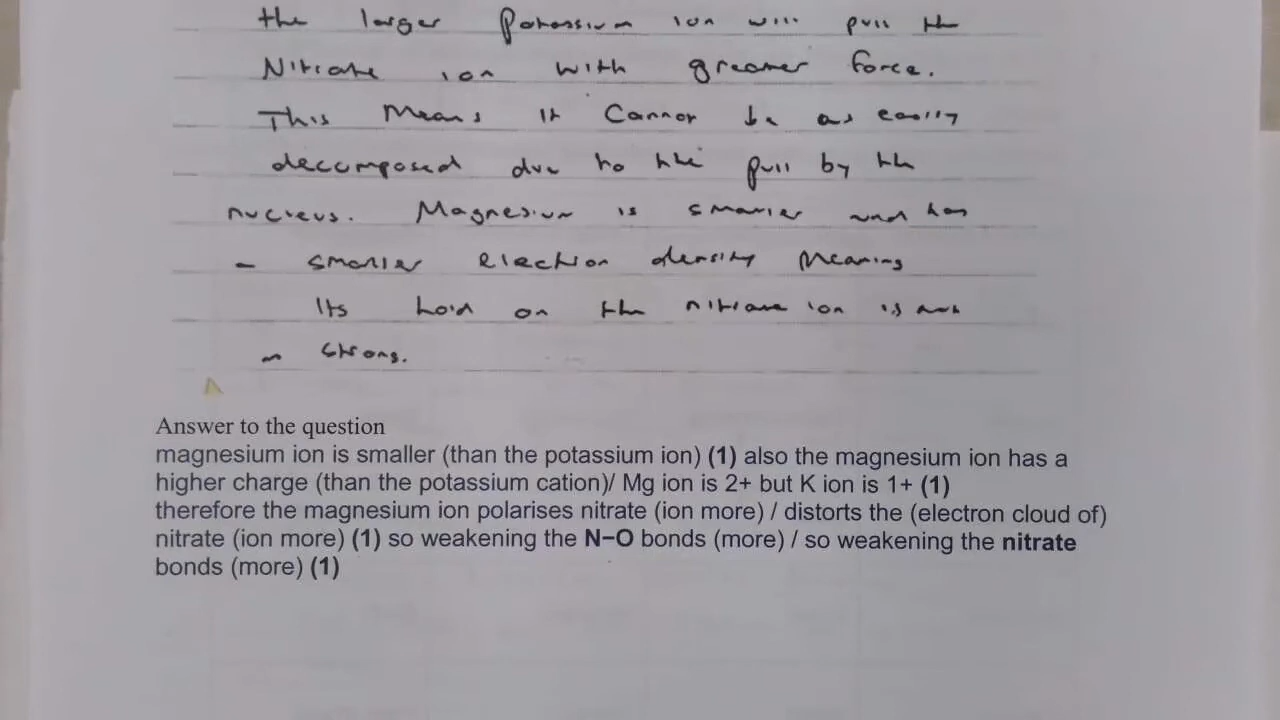 the larger Potassium ion will pull the
Nitrate ion with greater force.
This Means It Cannot be as easily
decomposed due to the pull by the
nucleus. Magnesium is smaller and has
smaller election density Meaning
Its hold on the nitrate ion is not
as strong.
Answer to the question
magnesium ion is smaller (than the potassium ion) (1) also the magnesium ion has a
higher charge (than the potassium cation)/ Mg ion is 2+ but K ion is 1+ (1)
therefore the magnesium ion polarises nitrate (ion more) / distorts the (electron cloud of)
nitrate (ion more) (1) so weakening the N−O bonds (more) / so weakening the nitrate
bonds (more) (1)